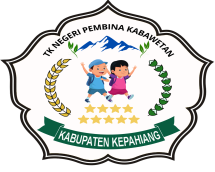 TK NEGERI PEMBINA KABAWETAN
KABUPATEN KEPAHIANG